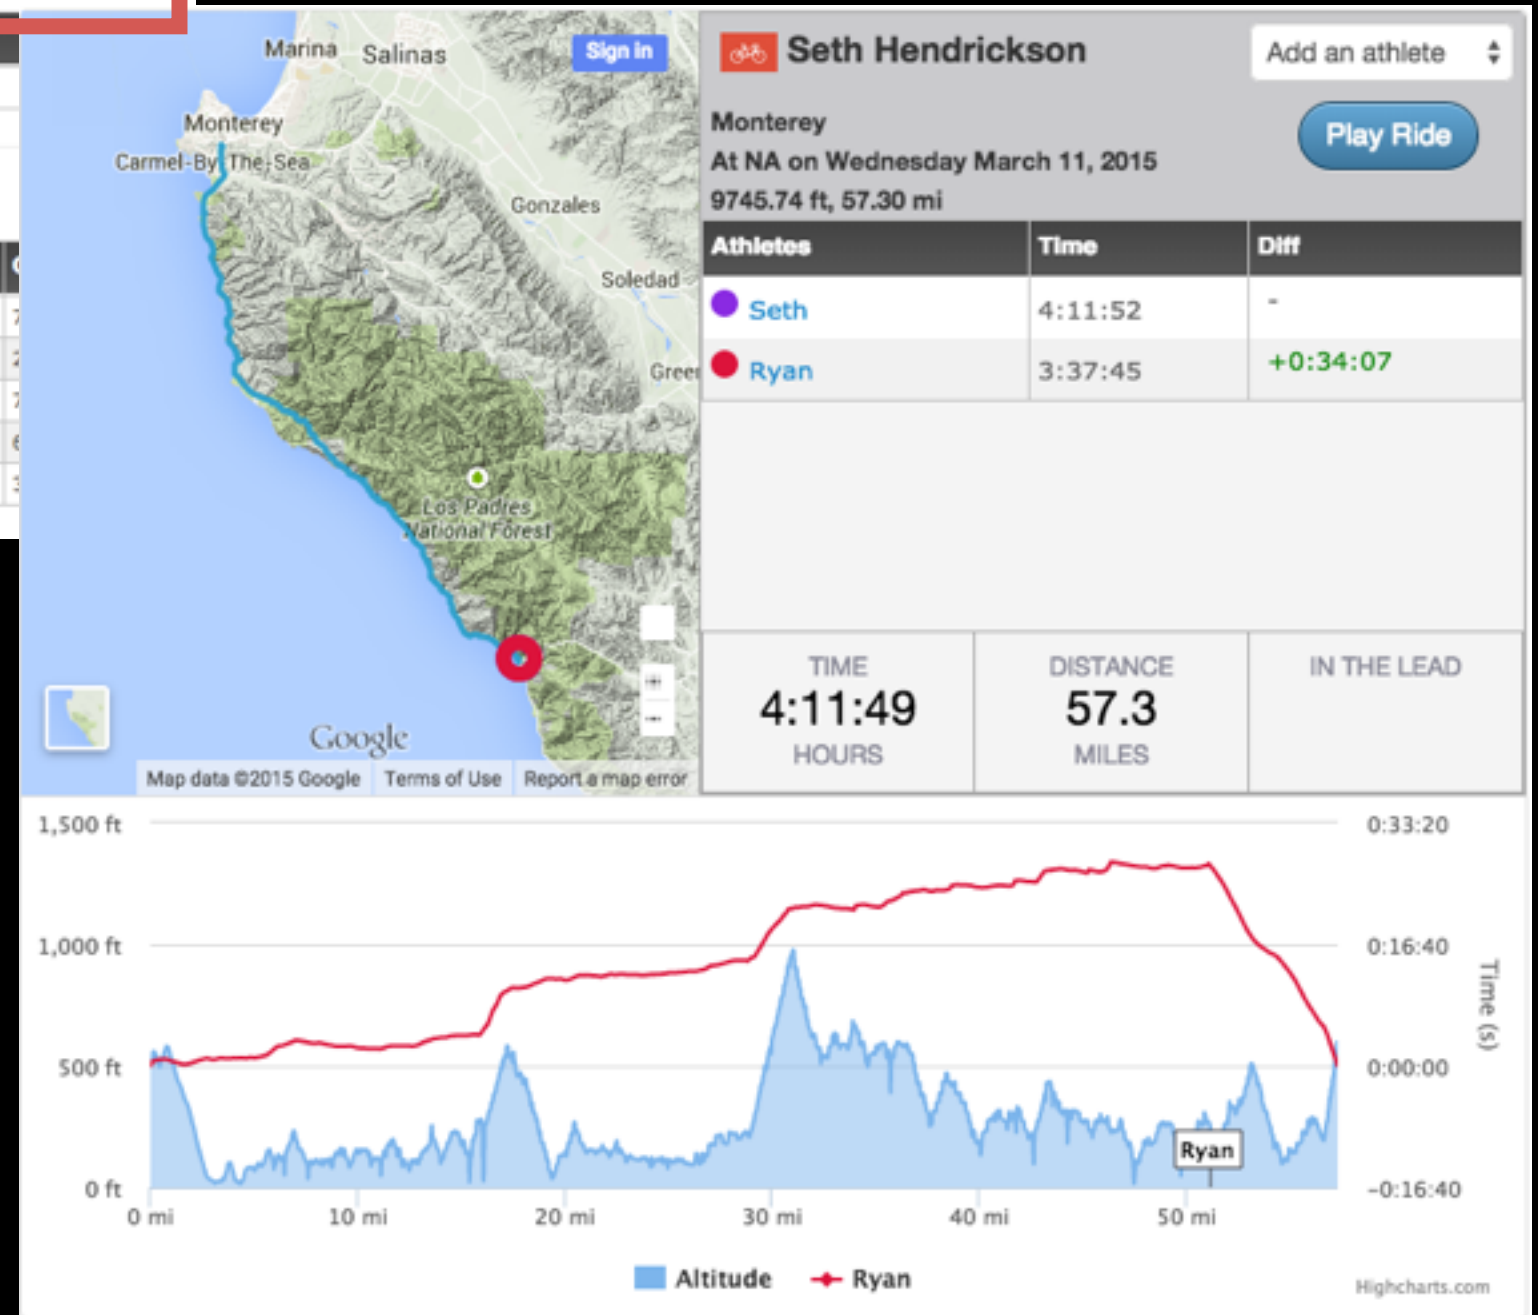 Marina
Salinas
Sign in
Monterey
Carmel-By-The-Sea
Gonzales
Soledad
Los Padres
National Forest
Google
Map data ©2015 Google
Terms of Use
Report a map error
Seth Hendrickson
Add an athlete
Monterey
Play Ride
At NA on Wednesday March 11, 2015
9745.74 ft, 57.30 mi
Athletes Time Diff
Seth 4:11:52 -
Ryan 3:37:45 +0:34:07
TIME
4:11:49
HOURS
DISTANCE
57.3
MILES
IN THE LEAD
1,500 ft
1,000 ft
500 ft
0 ft
0:33:20
0:16:40
0:00:00
-0:16:40
Time (s)
Ryan
0 mi 10 mi 20 mi 30 mi 40 mi 50 mi
Altitude Ryan
Highcharts.com